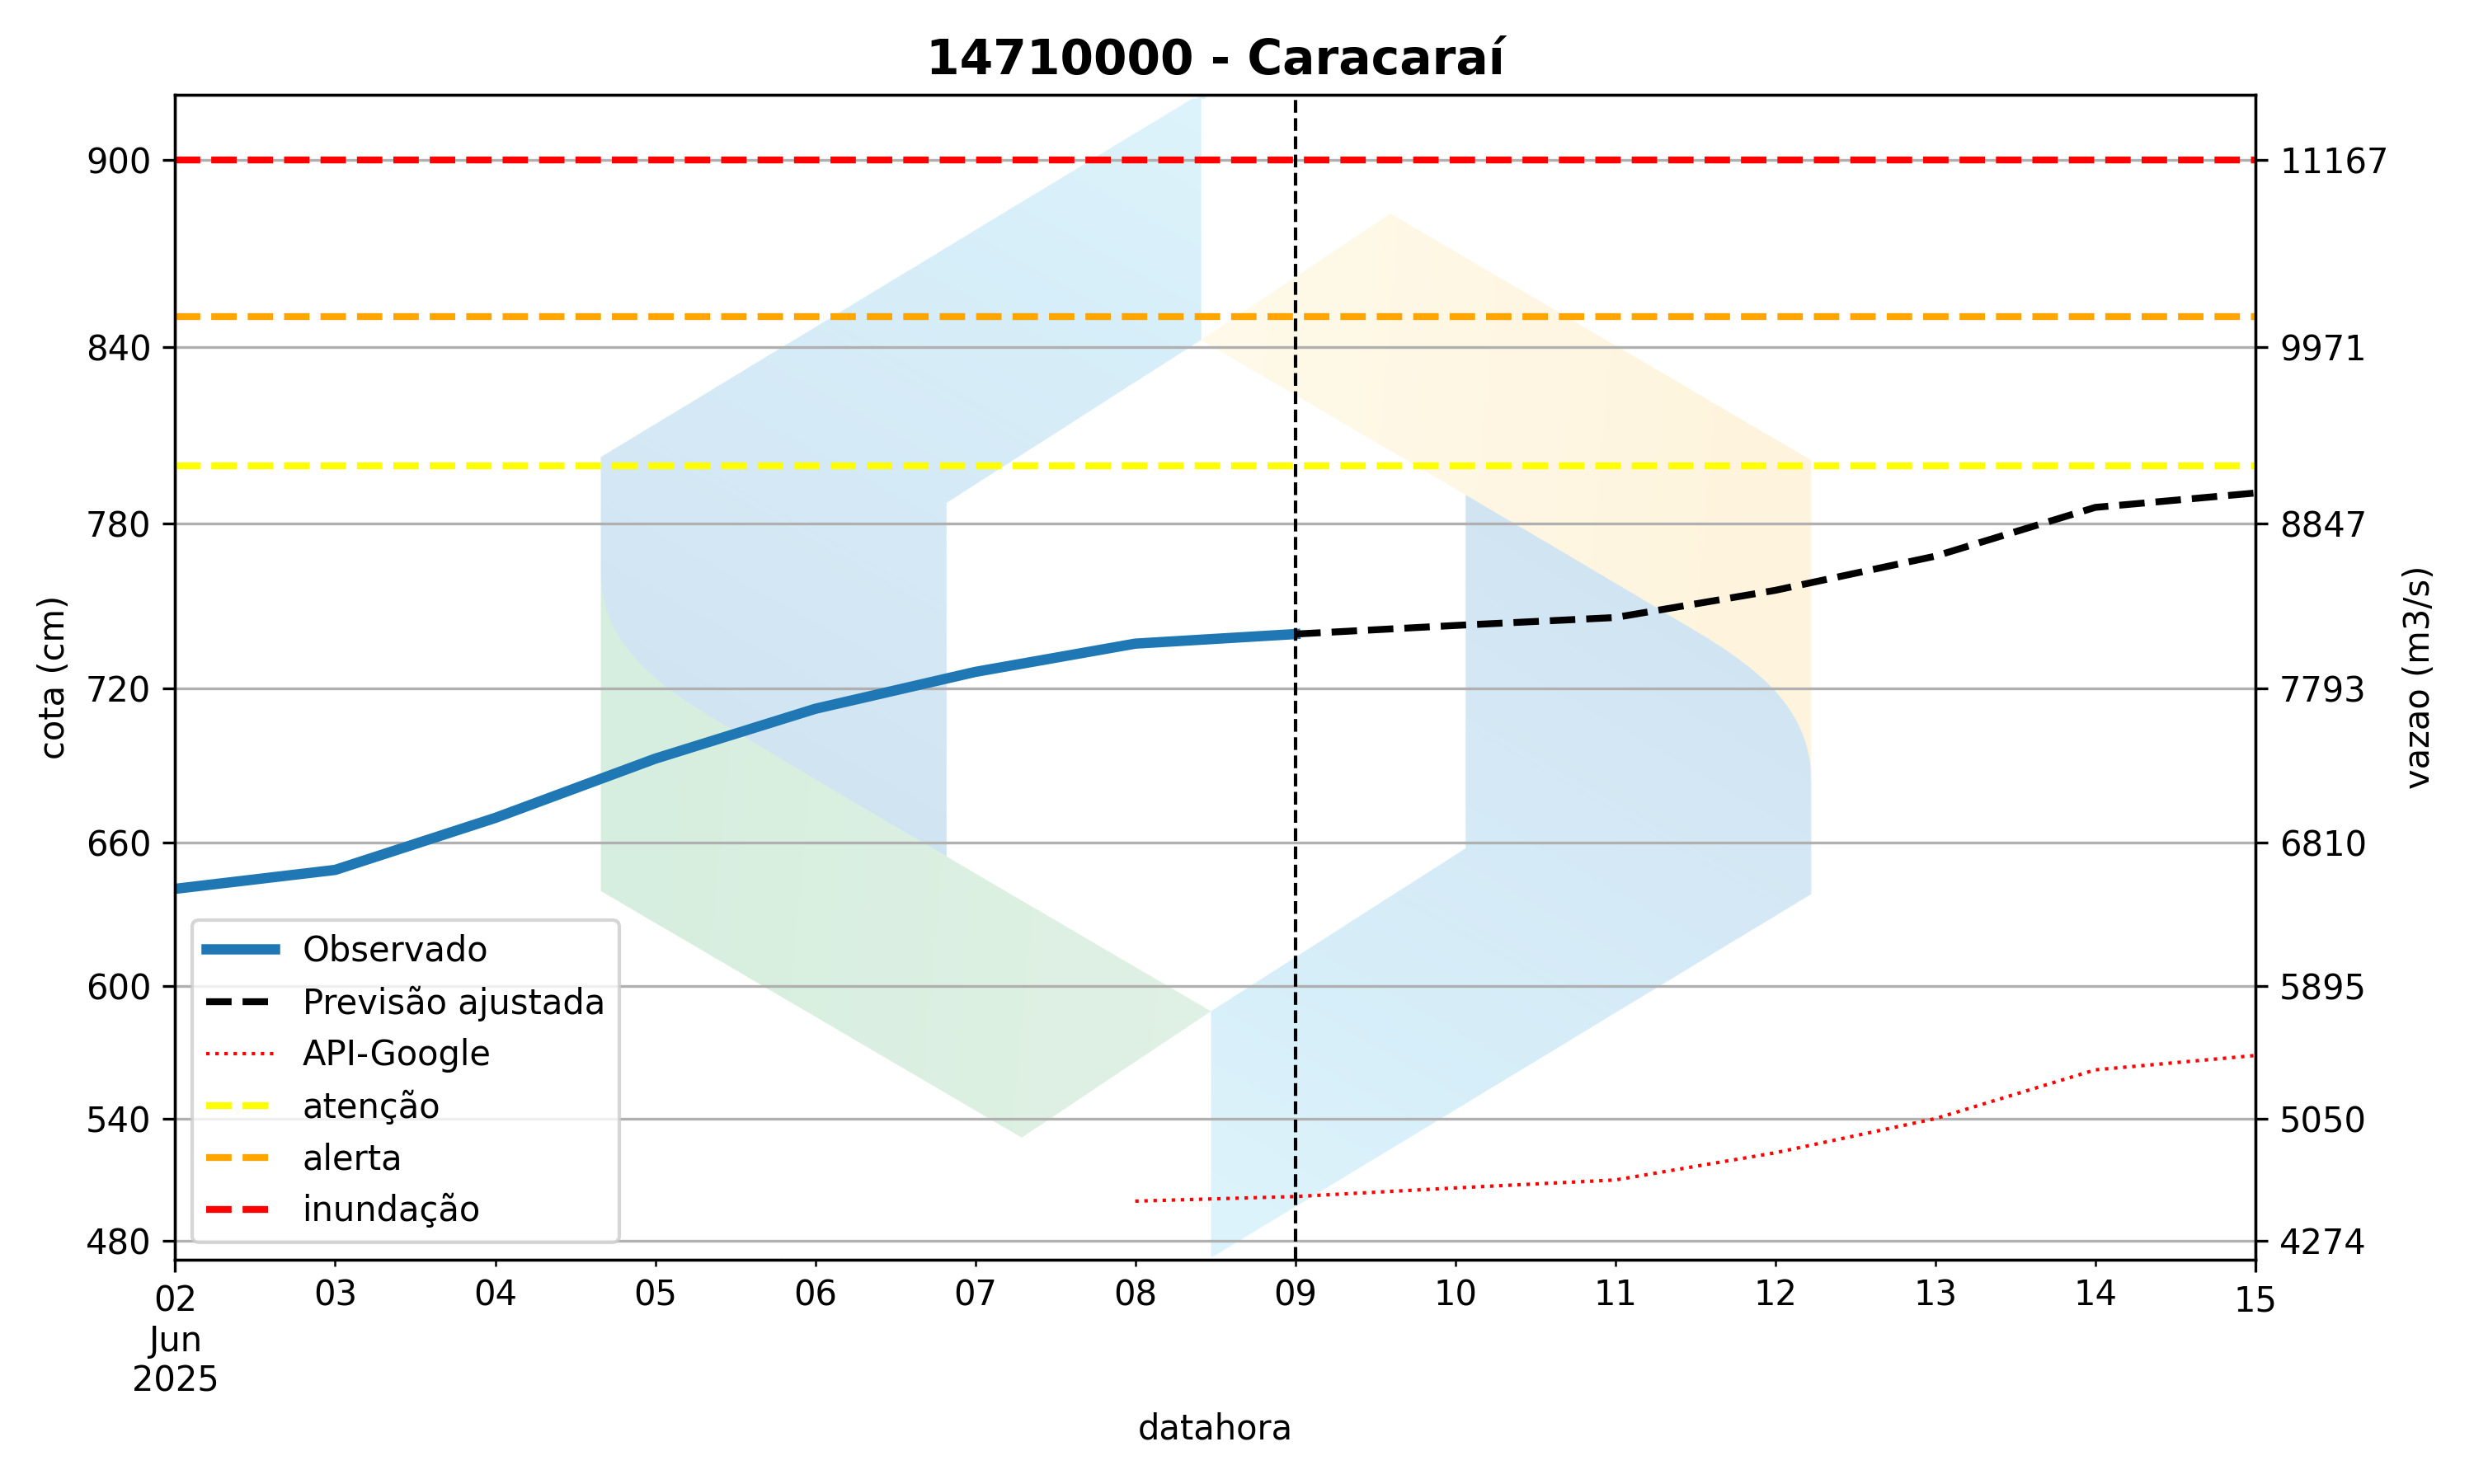 14710000 - Caracaraí
900
840
780
720
660
600
540
480
cota (cm)
11167
9971
8847
7793
6810
5895
5050
4274
vazao (m3/s)
Observado
Previsão ajustada
API-Google
atenção
alerta
inundação
02 03 04 05 06 07 08 09 10 11 12 13 14 15
Jun
2025
datahora